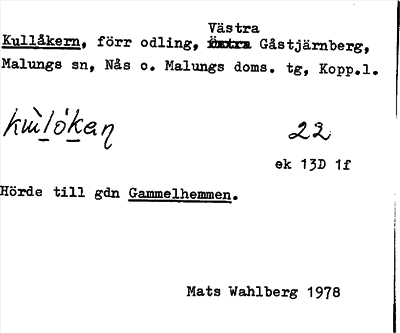 Västra
Kullåkern, förr odling, Östra Gåstjärnberg,
Malungs sn, Nås o. Malungs doms. tg, Kopp.l.
22
ek 13D 1f
Hörde till gdn Gammelhemmen.
Mats Wahlberg 1978